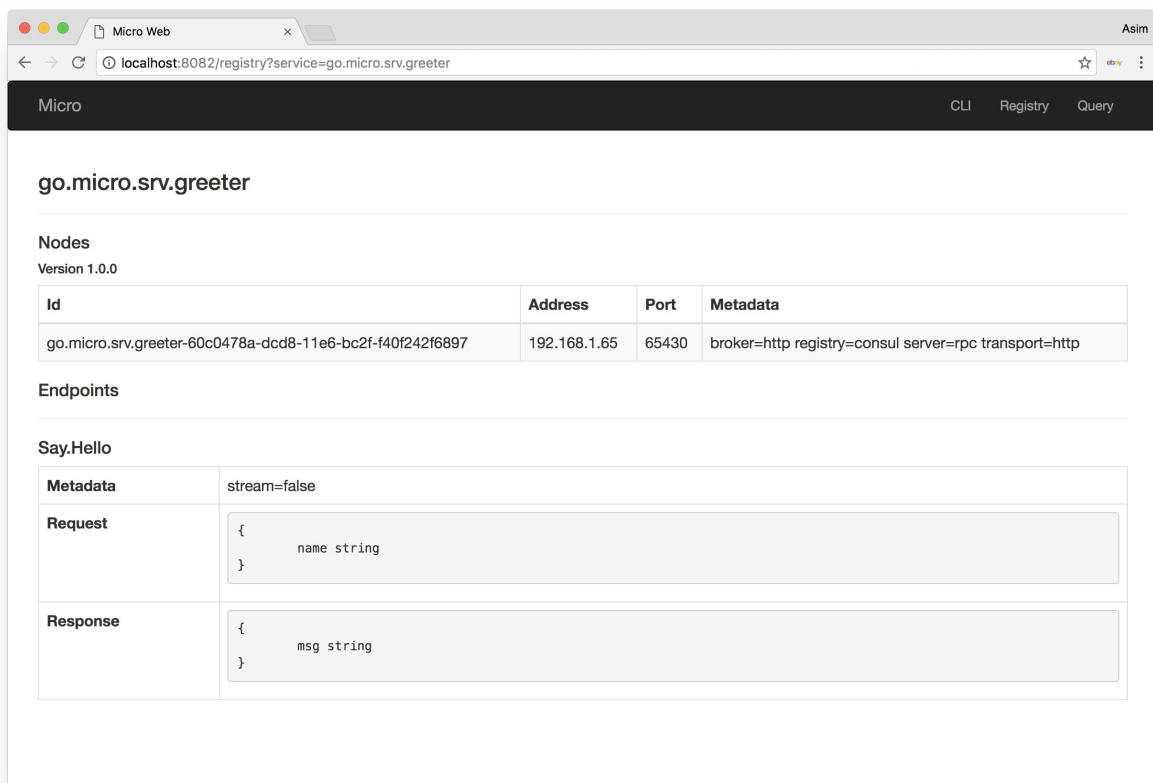 Micro Web
Asim
localhost:8082/registry?service=go.micro.srv.greeter
ebay
Micro CLI Registry Query
go.micro.srv.greeter
Nodes
Version 1.0.0
Id Address Port Metadata
go.micro.srv.greeter-60c0478a-dcd8-11e6-bc2f-f40f242f6897 192.168.1.65 65430 broker=http registry=consul server=rpc transport=http
Endpoints
Say.Hello
Metadata stream=false
Request {
name string
}
Response {
msg string
}